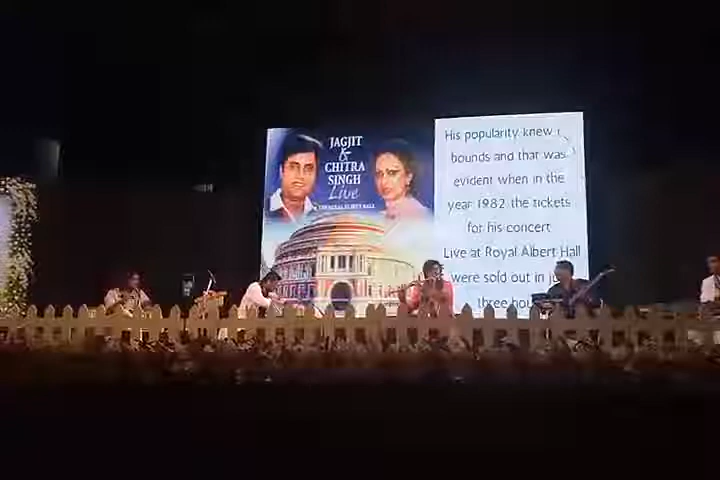 JAGJIT
&
CHITRA
SINGH
Live
His popularity knew
bounds and that was
evident when in the
year 1982 the tickets
for his concert
Live at Royal Albert Hall
were sold out in
three